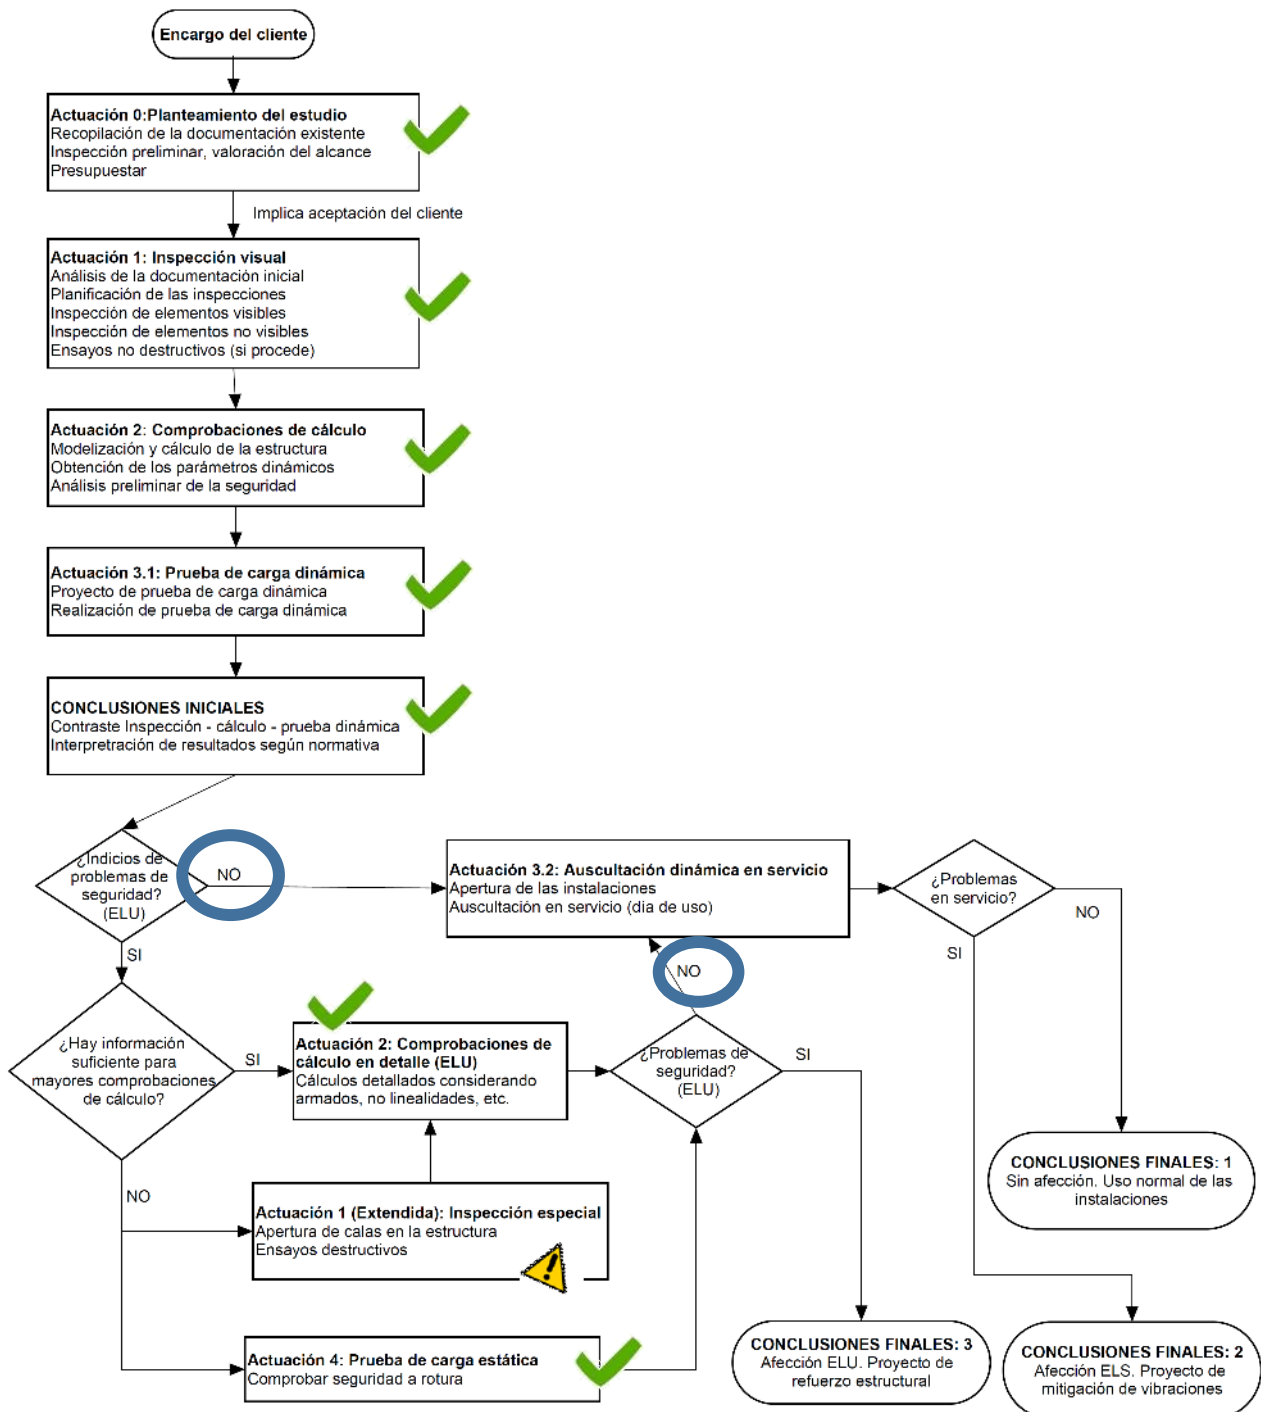 Encargo del cliente
Actuación 0:Planteamiento del estudio
Recopilación de la documentación existente
Inspección preliminar, valoración del alcance
Presupuestar
Implica aceptación del cliente
Actuación 1: Inspección visual
Análisis de la documentación inicial
Planificación de las inspecciones
Inspección de elementos visibles
Inspección de elementos no visibles
Ensayos no destructivos (si procede)
Actuación 2: Comprobaciones de cálculo
Modelización y cálculo de la estructura
Obtención de los parámetros dinámicos
Análisis preliminar de la seguridad
Actuación 3.1: Prueba de carga dinámica
Proyecto de prueba de carga dinámica
Realización de prueba de carga dinámica
CONCLUSIONES INICIALES
Contraste Inspección - cálculo - prueba dinámica
Interpretración de resultados según normativa
¿Indicios de
problemas de
seguridad?
(ELU)
NO
SI
Actuación 3.2: Auscultación dinámica en servicio
Apertura de las instalaciones
Auscultación en servicio (dia de uso)
¿Problemas
en servicio?
NO
SI
¿Hay información
suficiente para
mayores comprobaciones
de cálculo?
SI
NO
Actuación 2: Comprobaciones de
cálculo en detalle (ELU)
Cálculos detallados considerando
armados, no linealidades, etc.
¿Problemas de
seguridad?
(ELU)
NO
SI
Actuación 1 (Extendida): Inspección especial
Apertura de calas en la estructura
Ensayos destructivos
Actuación 4: Prueba de carga estática
Comprobar seguridad a rotura
CONCLUSIONES FINALES: 1
Sin afección. Uso normal de las
instalaciones
CONCLUSIONES FINALES: 3
Afección ELU. Proyecto de
refuerzo estructural
CONCLUSIONES FINALES: 2
Afección ELS. Proyecto de
mitigación de vibraciones